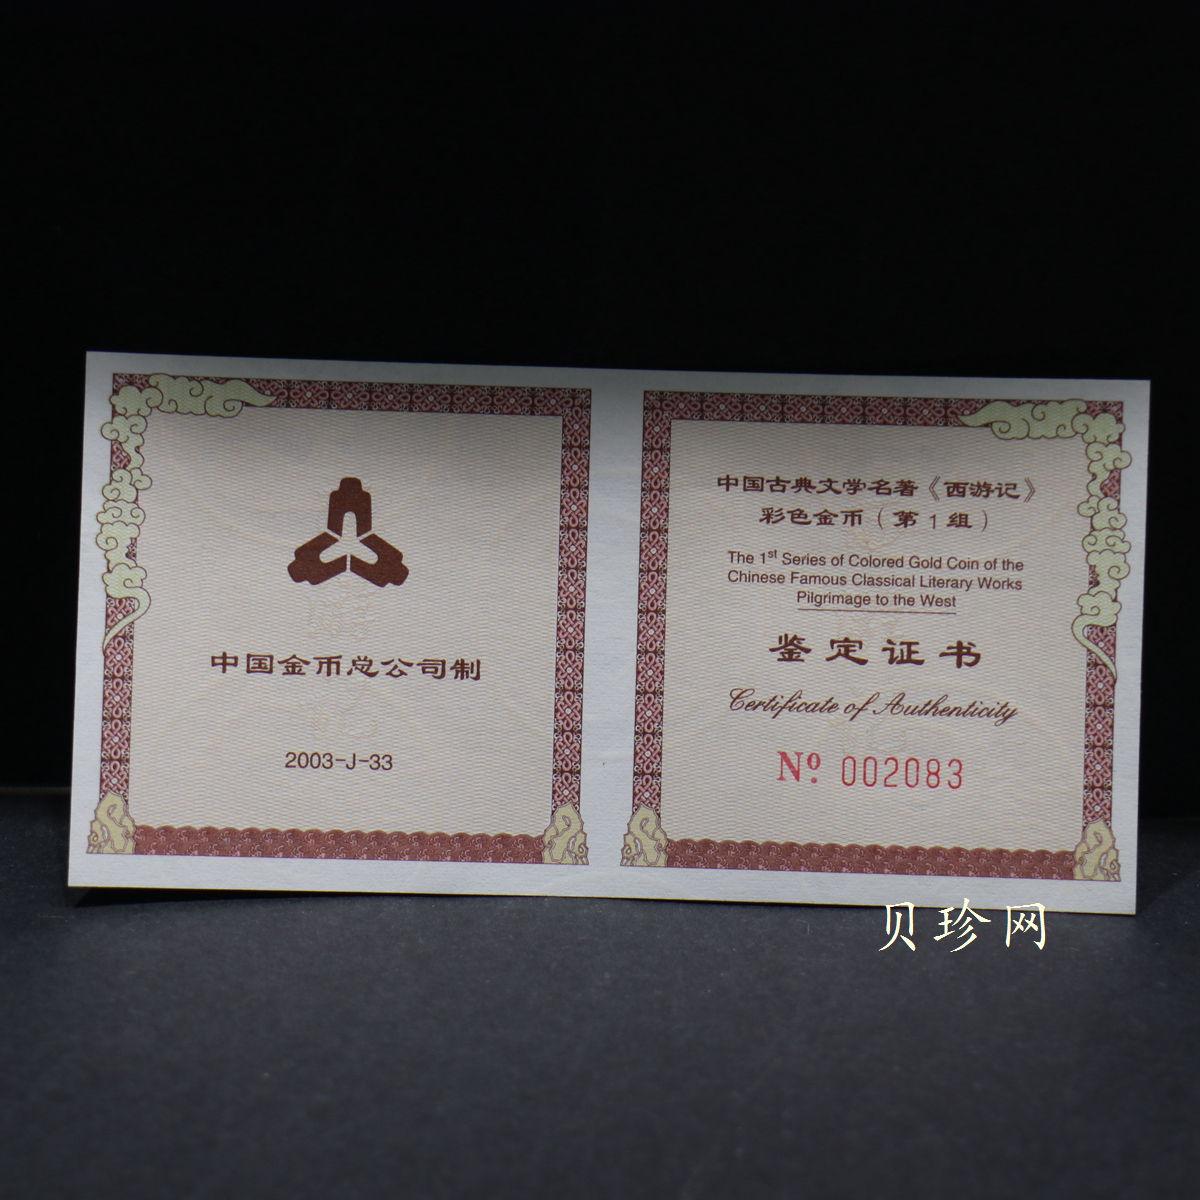 中国金币总公司制
2003-J-33
中国古典文学名著《西游记》
彩色金币（第1组）
The 1st Series of Colored Gold Coin of the
Chinese Famous Classical Literary Works
Pilgrimage to the West
鉴定证书
Certificate of Authenticity
Nº 002083
贝珍网